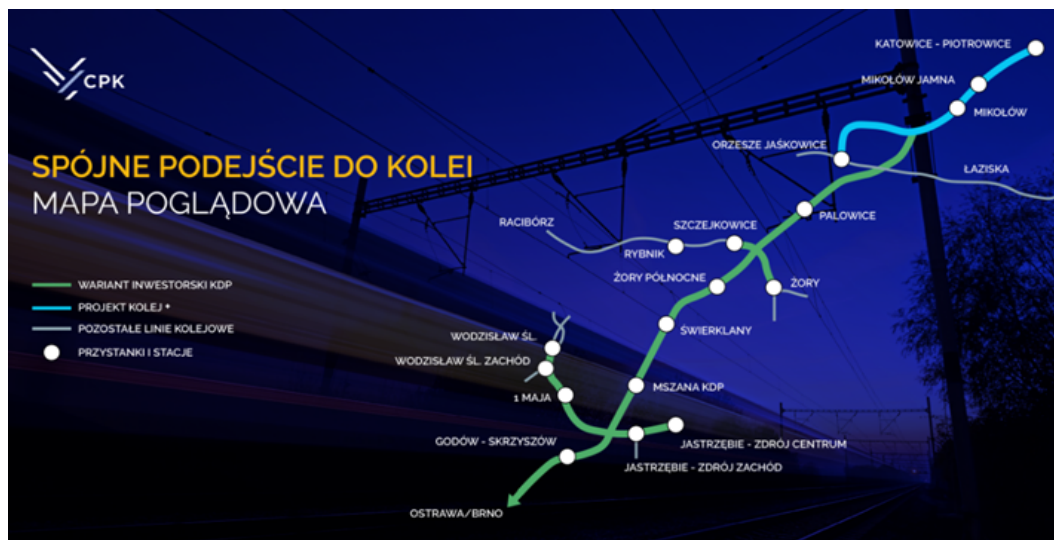 CPK
SPÓJNE PODEJŚCIE DO KOLEI
MAPA POGLĄDOWA
WARIANT INWESTORSKI KDP
PROJEKT KOLEJ +
POZOSTAŁE LINIE KOLEJOWE
PRZYSTANKI I STACJE
KATOWICE - PIOTROWICE
MIKOŁÓW JAMNA
MIKOŁÓW
ORZESZE JAŚKOWICE
ŁAZISKA
PALOWICE
RACIBÓRZ
SZCZEJKOWICE
RYBNIK
ŻORY PÓŁNOCNE
ŻORY
ŚWIERKLANY
WODZISŁAW ŚL.
WODZISŁAW ŚL. ZACHÓD
1 MAJA
MSZANA KDP
GODÓW - SKRZYSZÓW
JASTRZĘBIE - ZDRÓJ CENTRUM
JASTRZĘBIE - ZDRÓJ ZACHÓD
OSTRAWA/BRNO